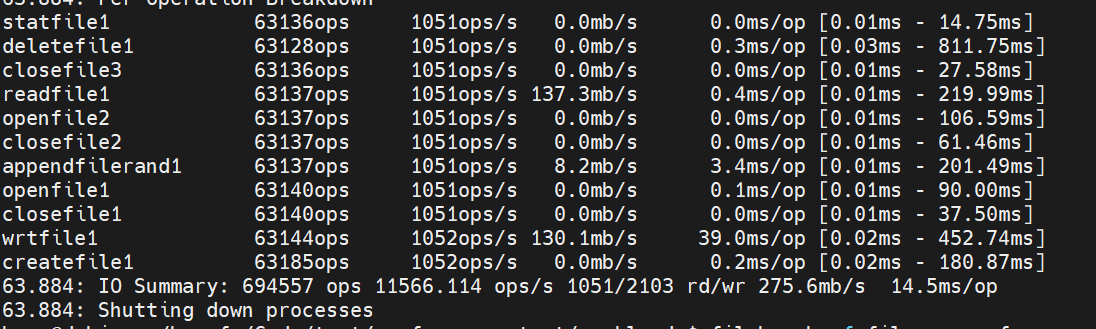 63.884: Per-Operation Breakdown
statfile1 63136ops 1051ops/s 0.0mb/s 0.0ms/op [0.01ms - 14.75ms]
deletefile1 63128ops 1051ops/s 0.0mb/s 0.3ms/op [0.03ms - 811.75ms]
closefile3 63136ops 1051ops/s 0.0mb/s 0.0ms/op [0.01ms - 27.58ms]
readfile1 63137ops 1051ops/s 137.3mb/s 0.4ms/op [0.01ms - 219.99ms]
openfile2 63137ops 1051ops/s 0.0mb/s 0.0ms/op [0.01ms - 106.59ms]
closefile2 63137ops 1051ops/s 0.0mb/s 0.0ms/op [0.01ms - 61.46ms]
appendfilerand1 63137ops 1051ops/s 8.2mb/s 3.4ms/op [0.01ms - 201.49ms]
openfile1 63140ops 1051ops/s 0.0mb/s 0.1ms/op [0.01ms - 90.00ms]
closefile1 63140ops 1051ops/s 0.0mb/s 0.0ms/op [0.01ms - 37.50ms]
wrtfile1 63144ops 1052ops/s 130.1mb/s 39.0ms/op [0.02ms - 452.74ms]
createfile1 63185ops 1052ops/s 0.0mb/s 0.2ms/op [0.02ms - 180.87ms]
63.884: IO Summary: 694557 ops 11566.114 ops/s 1051/2103 rd/wr 275.6mb/s 14.5ms/op
63.884: Shutting down processes